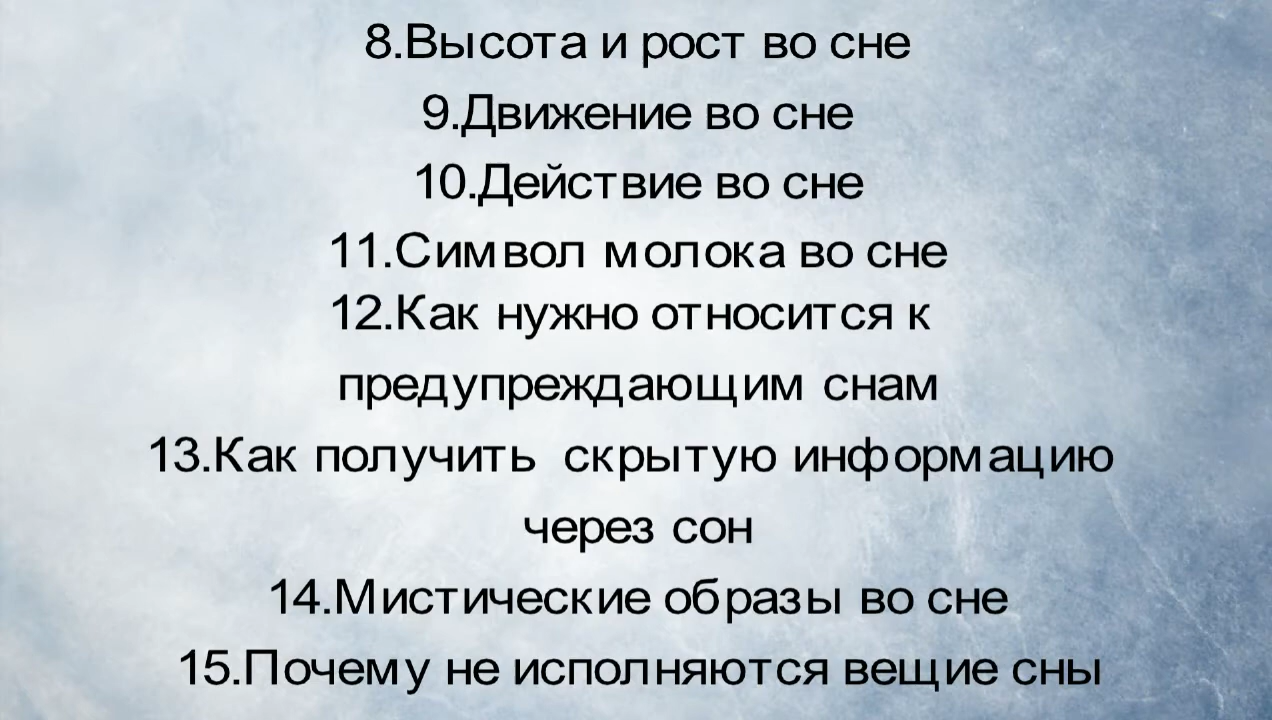 8.Высота и рост во сне
9.Движение во сне
10.Действие во сне
11.Символ молока во сне
12.Как нужно относится к
предупреждающим снам
13.Как получить скрытую информацию
через сон
14.Мистические образы во сне
15.Почему не исполняются вещие сны